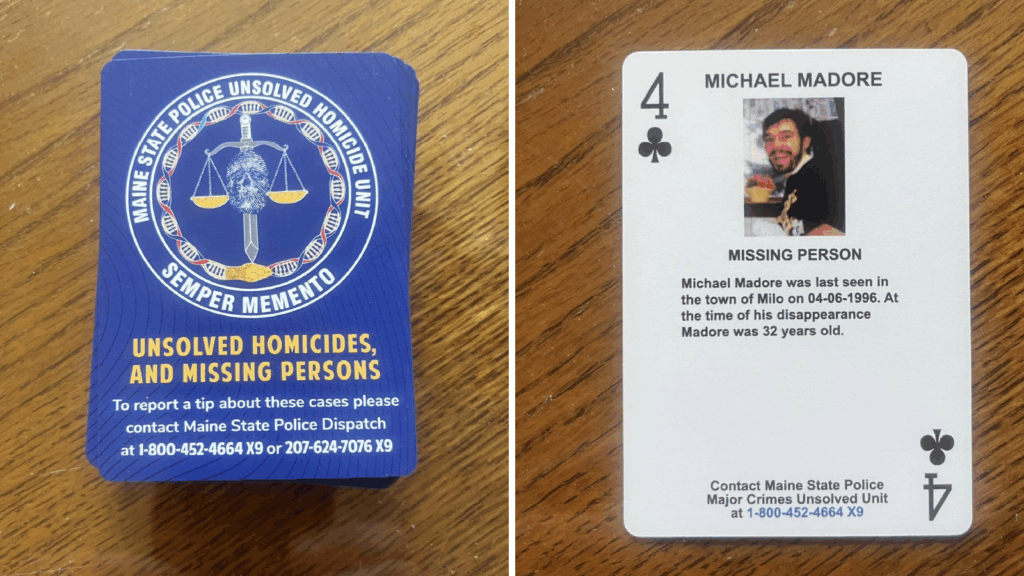 MAINE STATE POLICE UNSOLVED HOMICIDE UNIT
SEMPER MEMENTO
UNSOLVED HOMICIDES,
AND MISSING PERSONS
To report a tip about these cases please
contact Maine State Police Dispatch
at 1-800-452-4664 X9 or 207-624-7076 X9
4
MICHAEL MADORE
MISSING PERSON
Michael Madore was last seen in
the town of Milo on 04-06-1996. At
the time of his disappearance
Madore was 32 years old.
Contact Maine State Police
Major Crimes Unsolved Unit
at 1-800-452-4664 X9
4